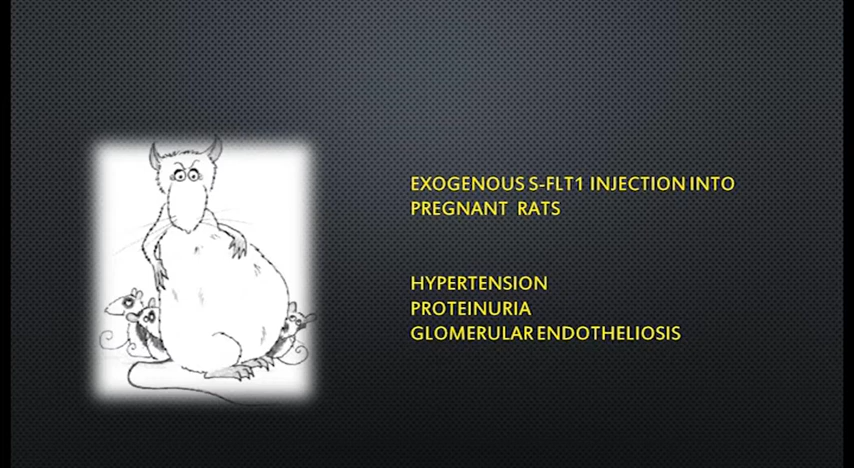 EXOGENOUS S-FLT1 INJECTION INTO
PREGNANT RATS
HYPERTENSION
PROTEINURIA
GLOMERULAR ENDOTHELIOSIS